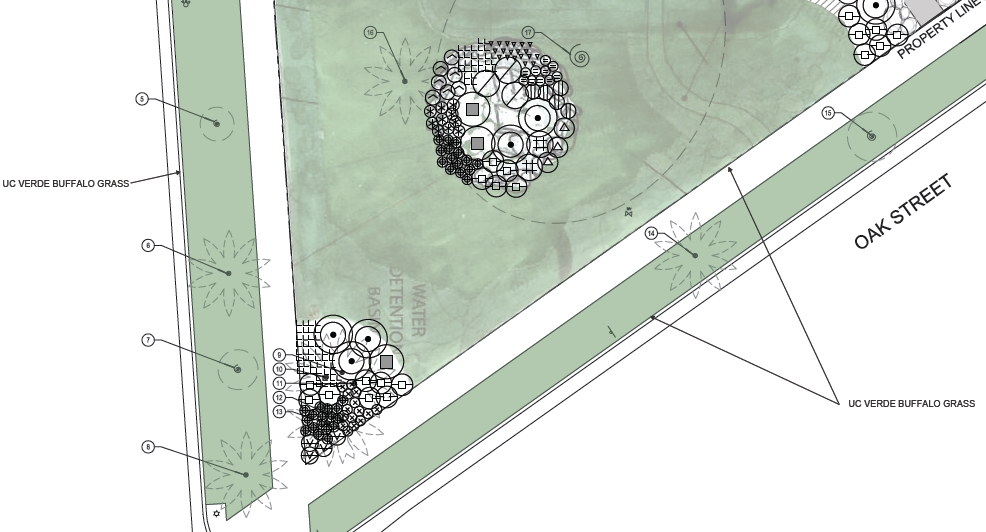 16
17
PROPERTY LINE
5
15
UC VERDE BUFFALO GRASS
OAK STREET
14
6
WATER
DETENTION
BASIN
7
9
10
11
12
13
UC VERDE BUFFALO GRASS
8